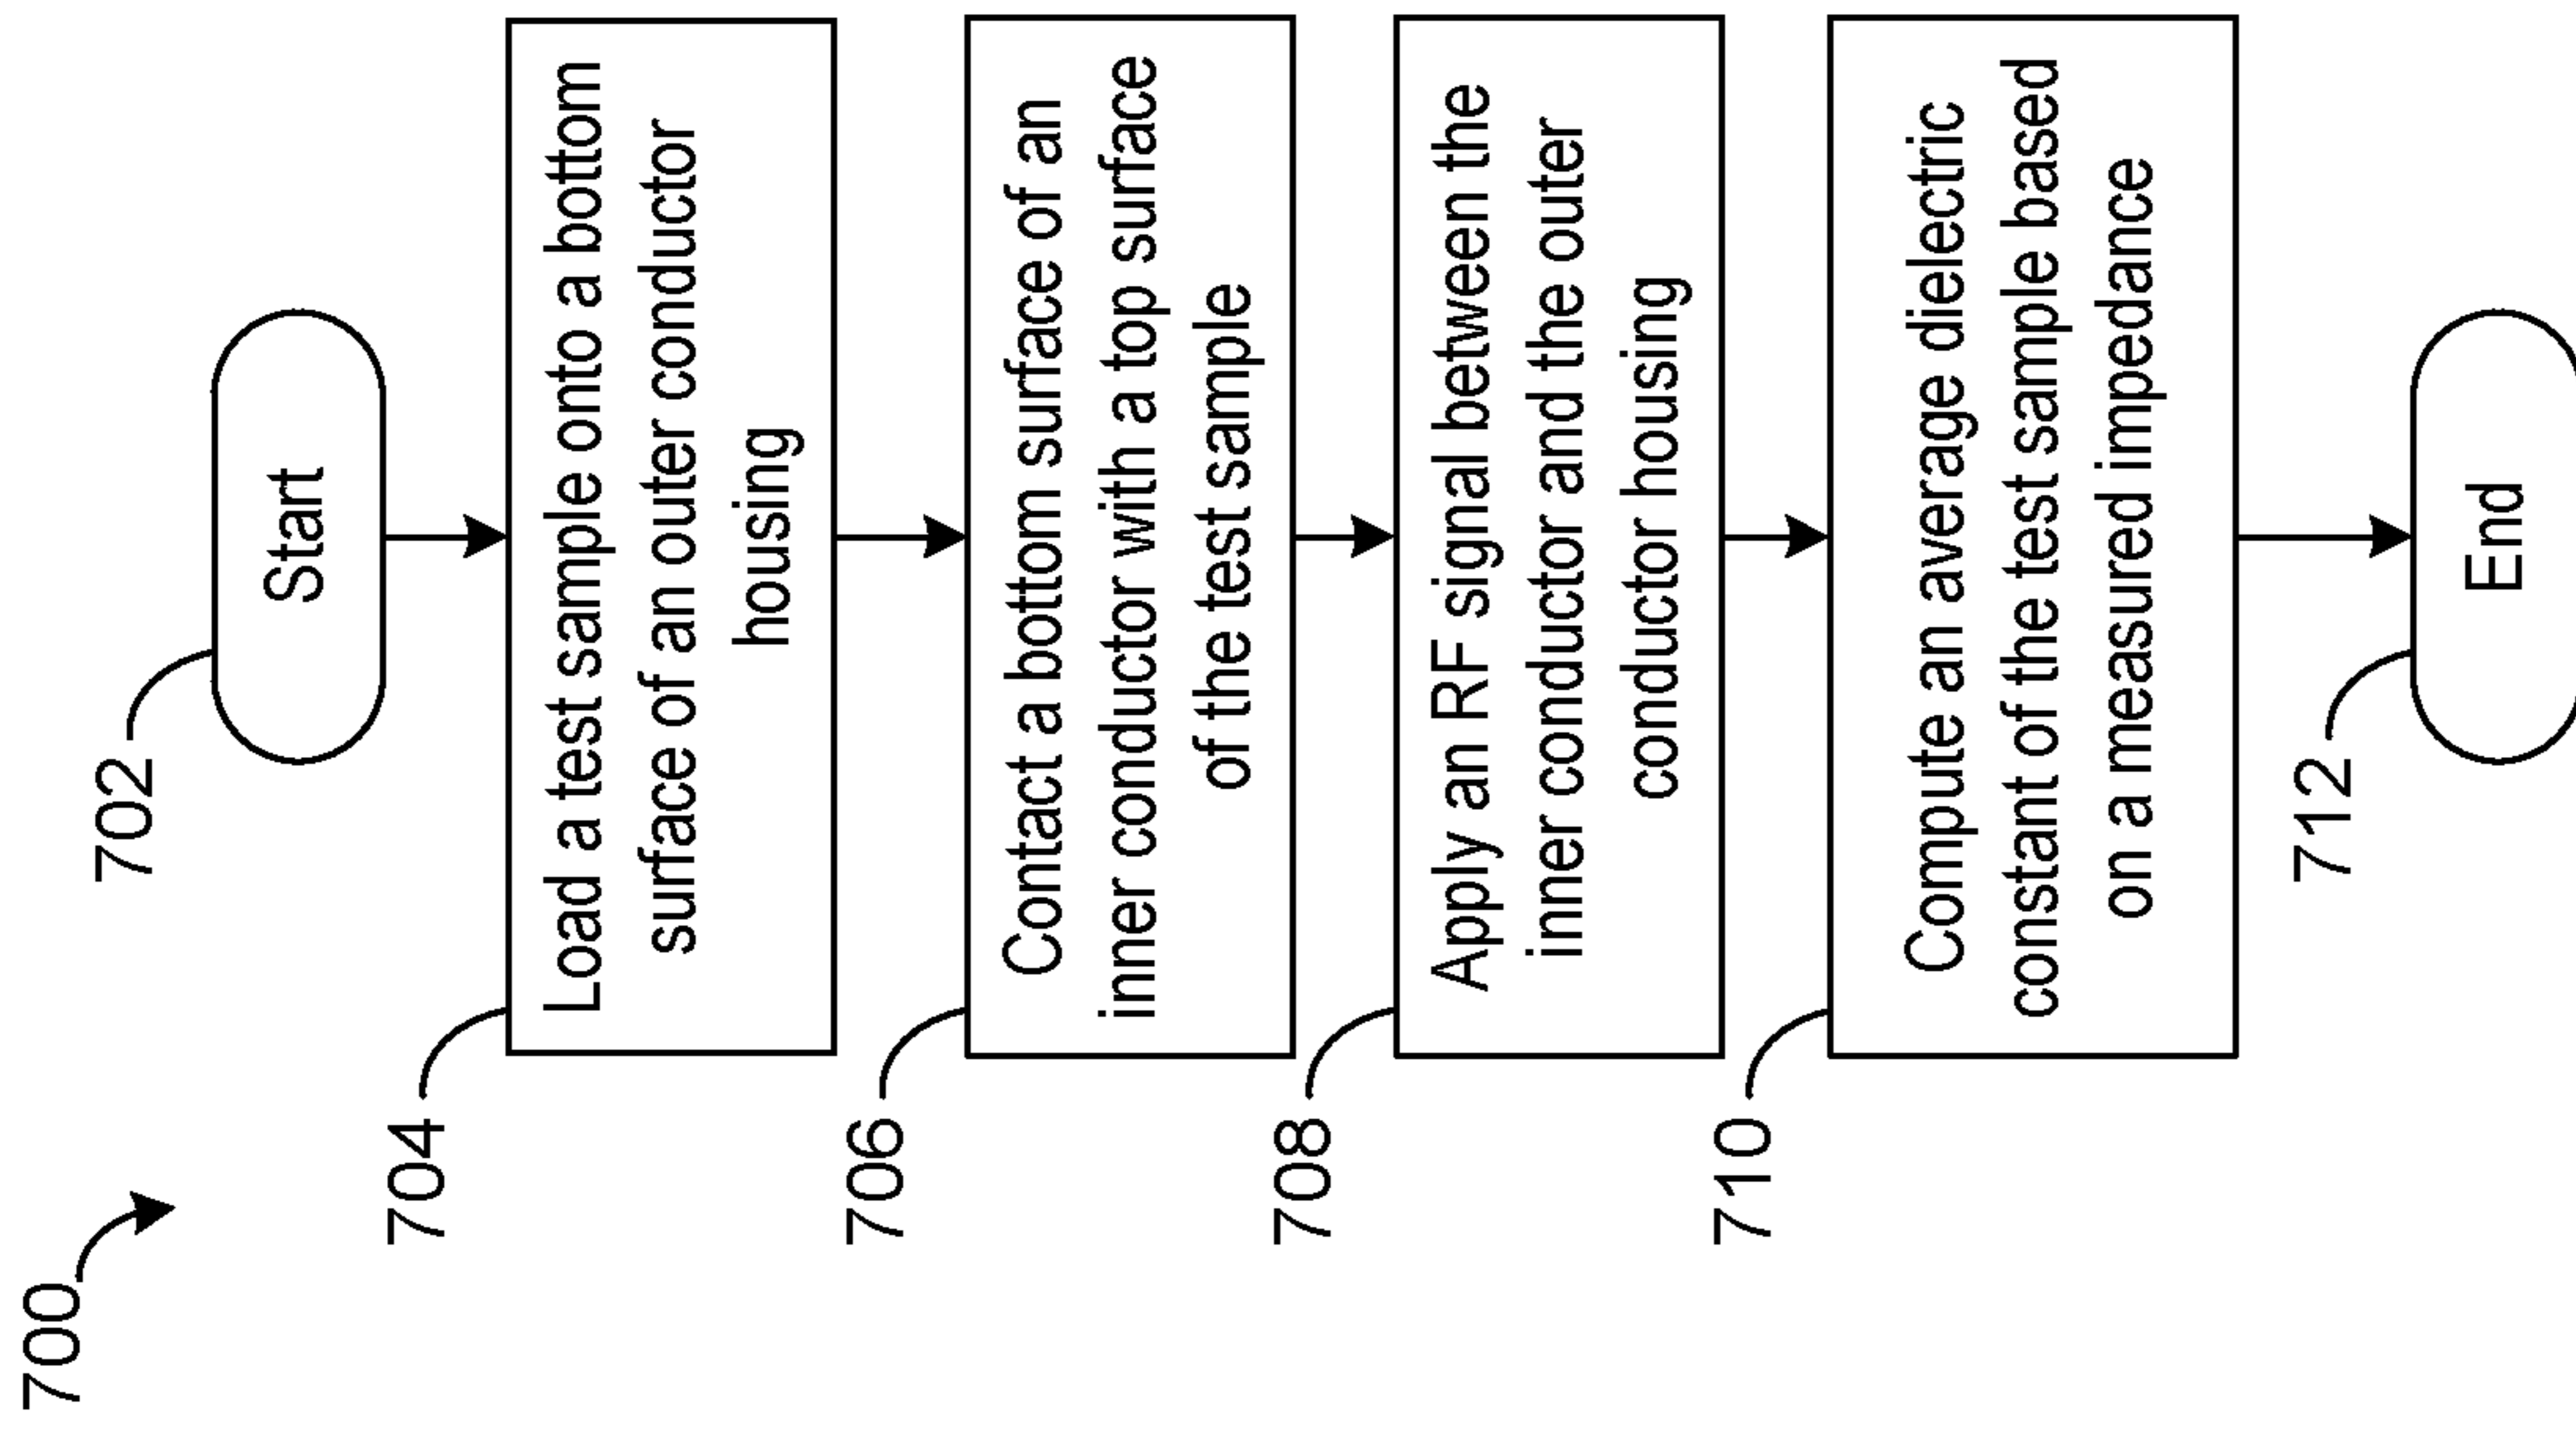 700
702
Start
704
Load a test sample onto a bottom
surface of an outer conductor
housing
706
Contact a bottom surface of an
inner conductor with a top surface
of the test sample
708
Apply an RF signal between the
inner conductor and the outer
conductor housing
710
Compute an average dielectric
constant of the test sample based
on a measured impedance
712
End